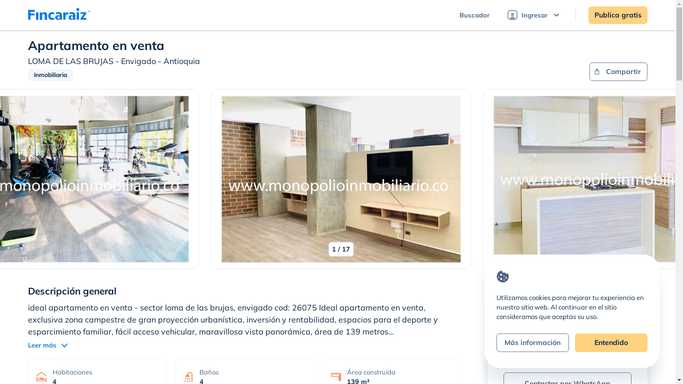 Fincaraiz
Buscador
Ingresar
Publica gratis
Apartamento en venta
LOMA DE LAS BRUJAS - Envigado - Antioquia
Inmobiliaria
Compartir
www.monopolioinmobiliario.co
www.monopolioinmobiliario.co
www.monopolioinmobili
1 / 17
Descripción general
ideal apartamento en venta - sector loma de las brujas, envigado cod: 26075 Ideal apartamento en venta,
exclusiva zona campestre de gran proyección urbanística, inversión y rentabilidad, espacios para el deporte y
esparcimiento familiar, fácil acceso vehicular, maravillosa vista panorámica, área de 139 metros...
Leer más
Utilizamos cookies para mejorar tu experiencia en
nuestro sitio web. Al continuar en el sitio
consideramos que aceptas su uso.
Más información
Entendido
Habitaciones
4
Baños
4
Área construida
139 m²
Contactar por WhatsApp